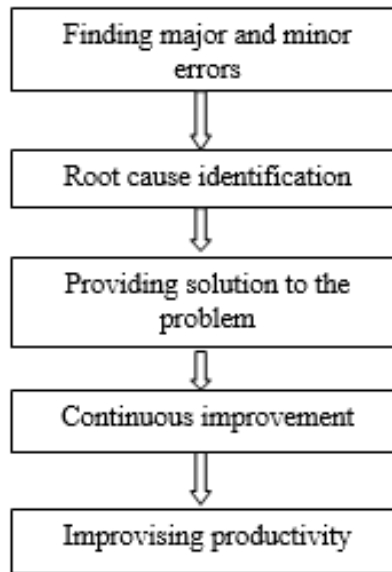 Finding major and minor
errors
Root cause identification
Providing solution to the
problem
Continuous improvement
Improvising productivity